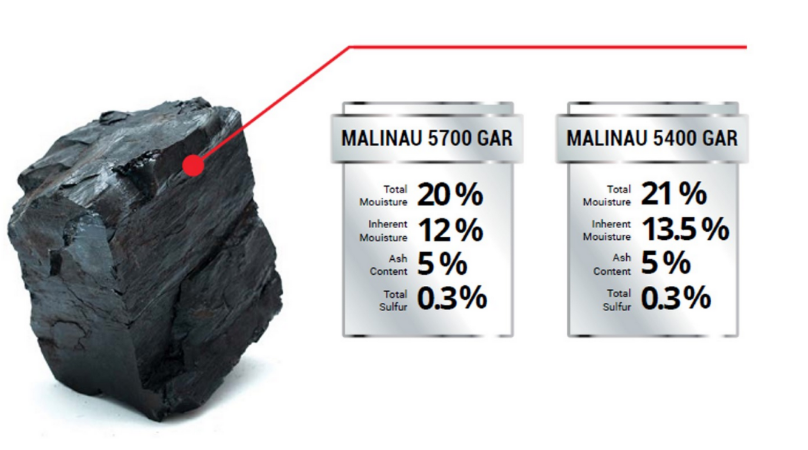 MALINAU 5700 GAR
Total
Mouisture 20 %
Inherent
Mouisture 12 %
Ash
Content 5 %
Total
Sulfur 0.3%
MALINAU 5400 GAR
Total
Mouisture 21 %
Inherent
Mouisture 13.5 %
Ash
Content 5 %
Total
Sulfur 0.3%